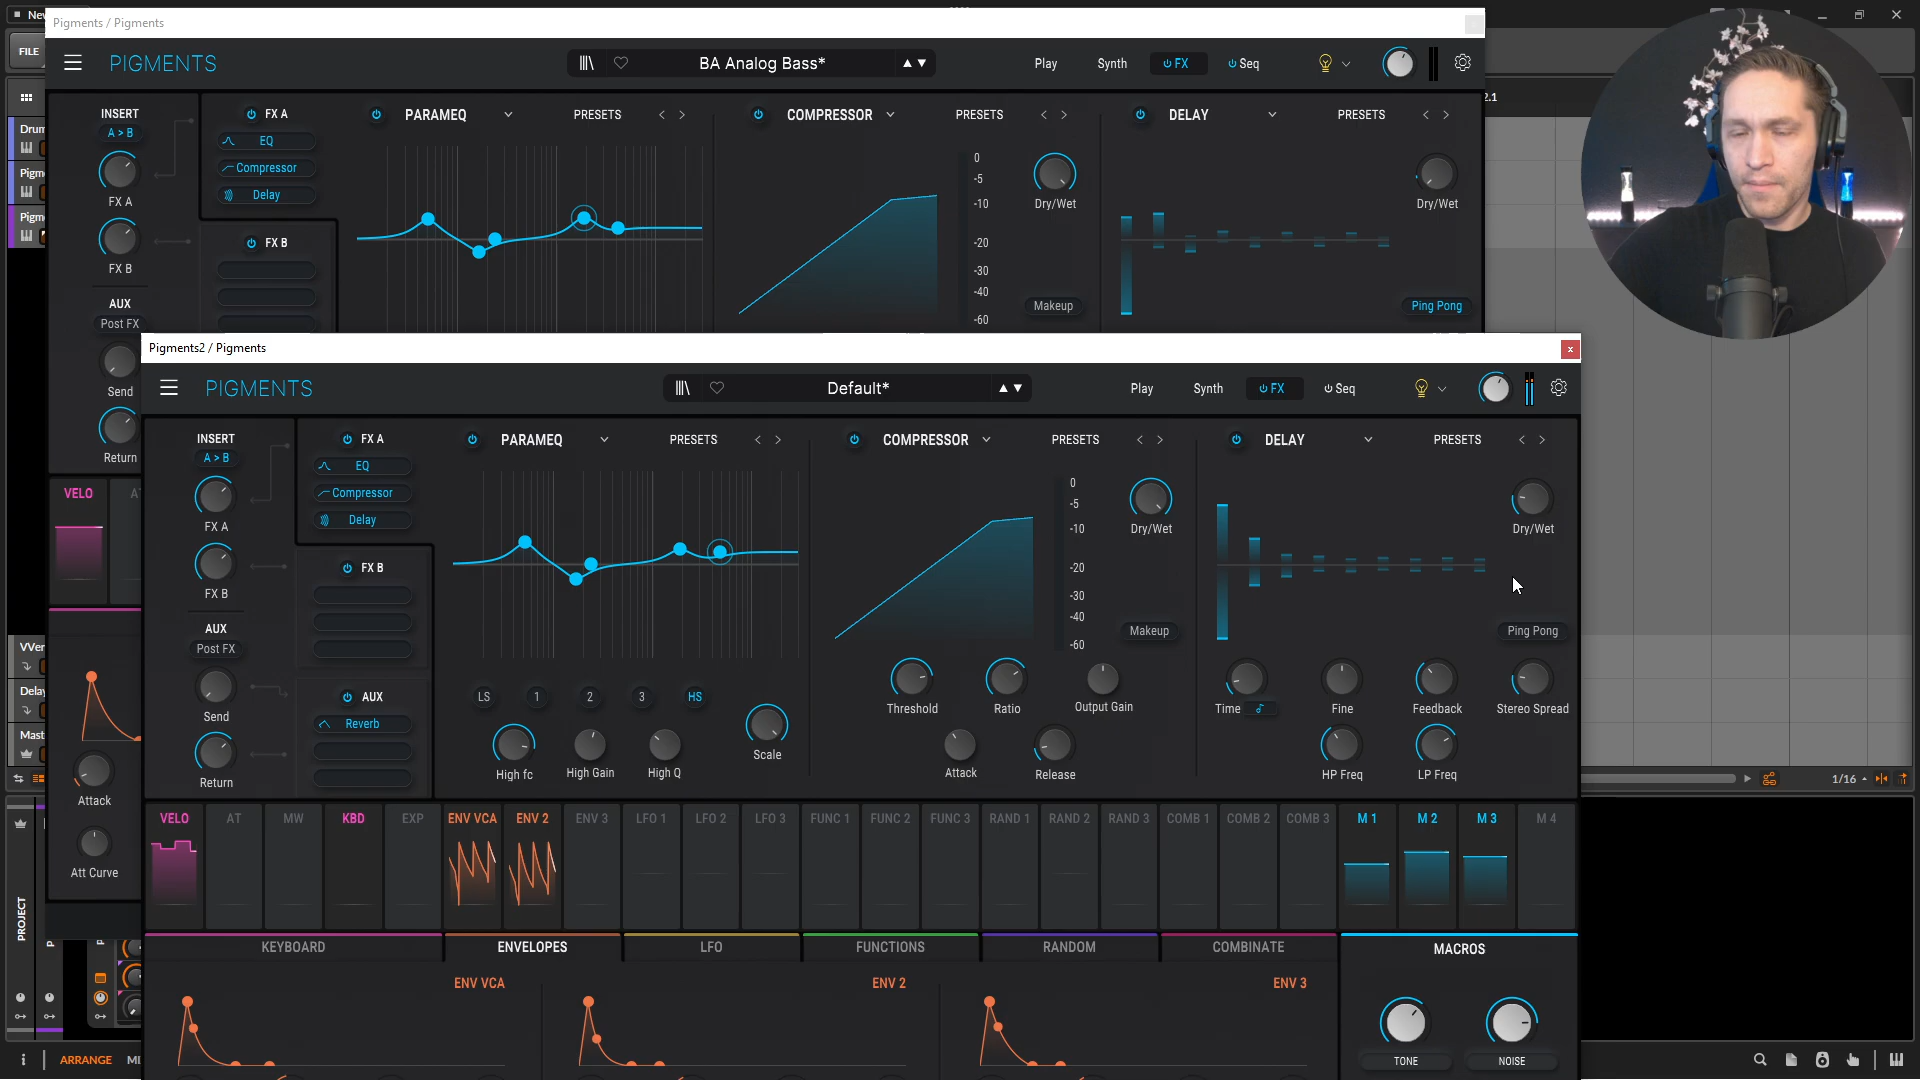 FILE
Pigments / Pigments
PIGMENTS
BA Analog Bass*
Play
Synth
FX
Seq
2.1
INSERT
A > B
FX A
FX B
AUX
Post FX
Send
Return
FX A
EQ
Compressor
Delay
FX B
PARAMEQ
PRESETS
COMPRESSOR
PRESETS
0
-5
-10
-20
-30
-40
-60
Dry/Wet
Makeup
DELAY
PRESETS
Dry/Wet
Ping Pong
VELO
Attack
Att Curve
Pigments2 / Pigments
PIGMENTS
Default*
Play
Synth
FX
Seq
INSERT
A > B
FX A
FX B
AUX
Post FX
Send
Return
FX A
EQ
Compressor
Delay
FX B
AUX
Reverb
PARAMEQ
PRESETS
LS
1
2
3
HS
High fc
High Gain
High Q
Scale
COMPRESSOR
PRESETS
0
-5
-10
-20
-30
-40
-60
Dry/Wet
Makeup
Threshold
Ratio
Output Gain
Attack
Release
DELAY
PRESETS
Dry/Wet
Ping Pong
Time
Fine
Feedback
Stereo Spread
HP Freq
LP Freq
VELO
AT
MW
KBD
EXP
ENV VCA
ENV 2
ENV 3
LFO 1
LFO 2
LFO 3
FUNC 1
FUNC 2
FUNC 3
RAND 1
RAND 2
RAND 3
COMB 1
COMB 2
COMB 3
M 1
M 2
M 3
M 4
KEYBOARD
ENVELOPES
LFO
FUNCTIONS
RANDOM
COMBINATE
MACROS
ENV VCA
ENV 2
ENV 3
TONE
NOISE
1/16
PROJECT
ARRANGE